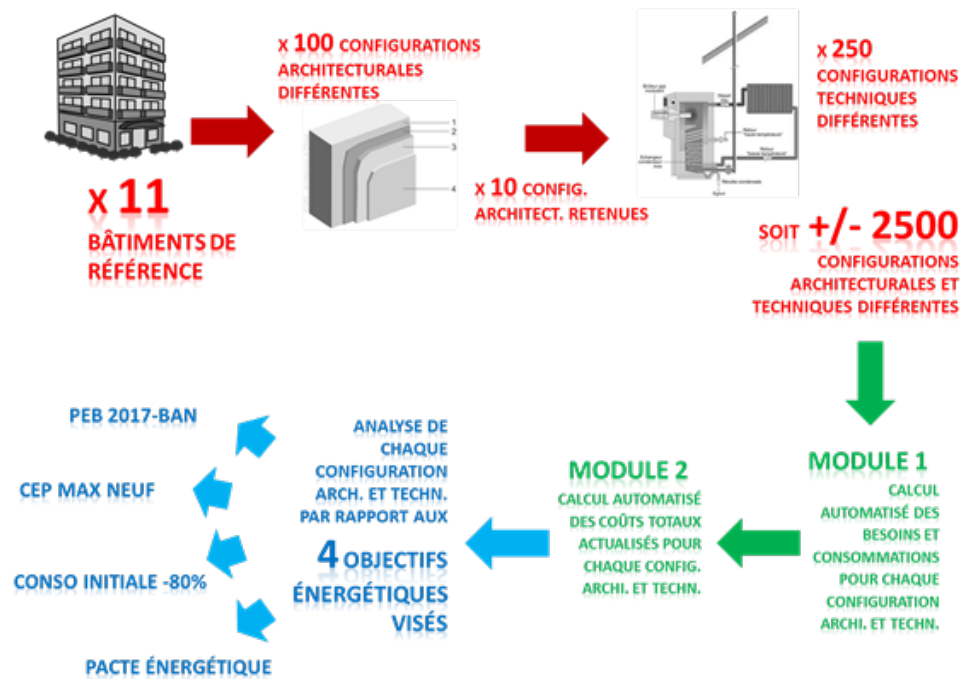 x 11
BÂTIMENTS DE
RÉFÉRENCE
x 100 CONFIGURATIONS
ARCHITECTURALES
DIFFÉRENTES
1
2
3
4
x 10 CONFIG.
ARCHITECT. RETENUES
x 250
CONFIGURATIONS
TECHNIQUES
DIFFÉRENTES
Départ
Retour
SOIT +/- 2500
CONFIGURATIONS
ARCHITECTURALES ET
TECHNIQUES DIFFÉRENTES
MODULE 1
CALCUL
AUTOMATISÉ DES
BESOINS ET
CONSOMMATIONS
POUR CHAQUE
CONFIGURATION
ARCHI. ET TECHN.
MODULE 2
CALCUL AUTOMATISÉ
DES COÛTS TOTAUX
ACTUALISÉS POUR
CHAQUE CONFIG.
ARCHI. ET TECHN.
ANALYSE DE
CHAQUE
CONFIGURATION
ARCH. ET TECHN.
PAR RAPPORT AUX
4 OBJECTIFS
ÉNERGÉTIQUES
VISÉS
PEB 2017-BAN
CEP MAX NEUF
CONSO INITIALE -80%
PACTE ÉNERGÉTIQUE